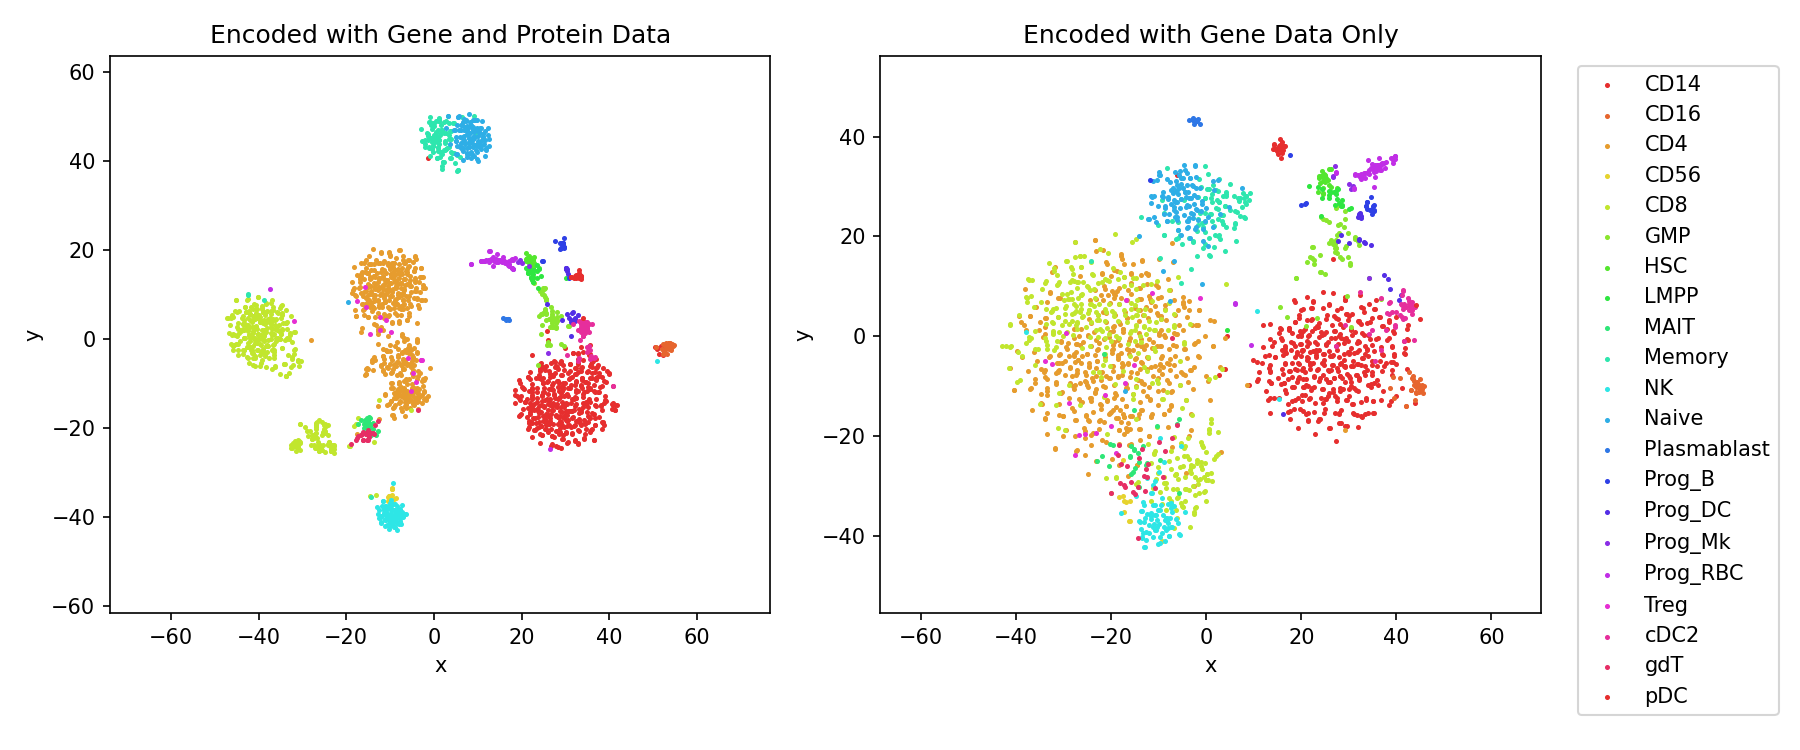 Encoded with Gene and Protein Data
60
40
20
0
−20
−40
−60
y
−60 −40 −20 0 20 40 60
x
Encoded with Gene Data Only
40
20
0
−20
−40
y
−60 −40 −20 0 20 40 60
x
CD14
CD16
CD4
CD56
CD8
GMP
HSC
LMPP
MAIT
Memory
NK
Naive
Plasmablast
Prog_B
Prog_DC
Prog_Mk
Prog_RBC
Treg
cDC2
gdT
pDC